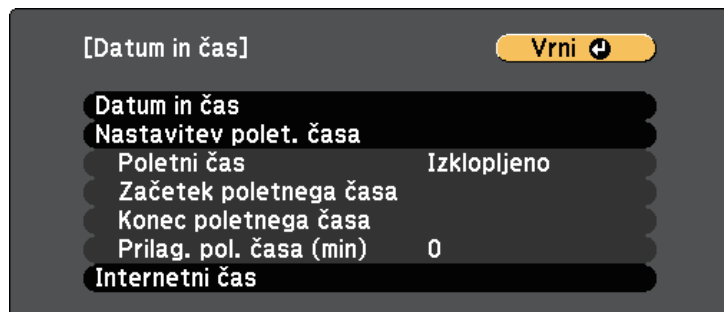 [Datum in čas] Vrni
Datum in čas
Nastavitev polet. časa
Poletni čas Izklopljeno
Začetek poletnega časa
Konec poletnega časa
Prilag. pol. časa (min) 0
Internetni čas